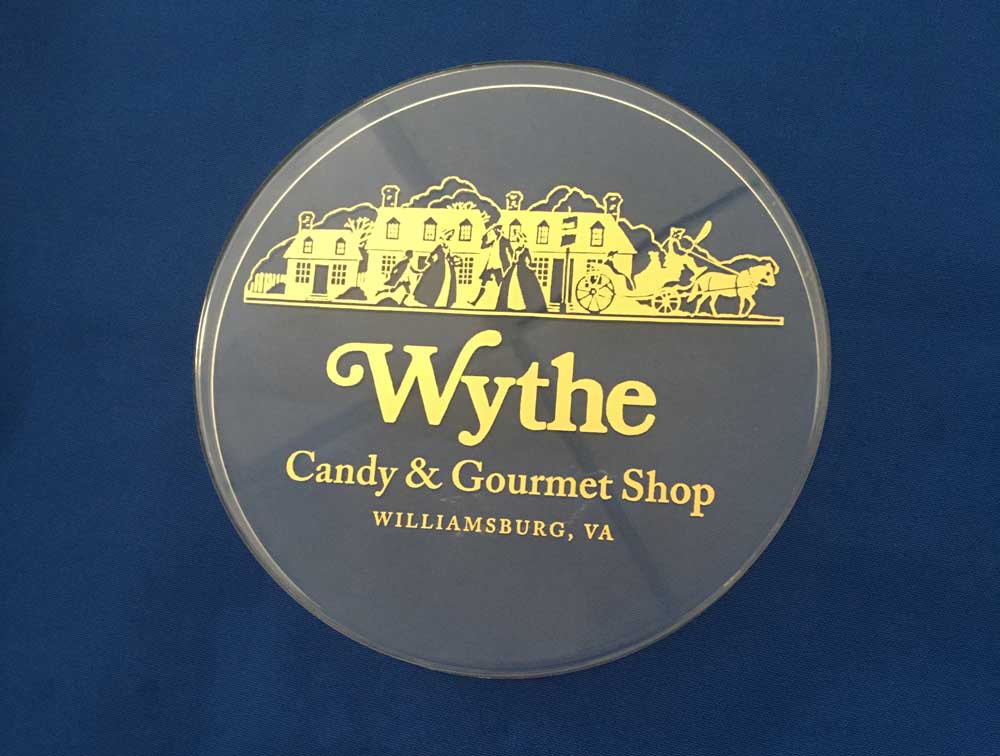 Wythe
Candy & Gourmet Shop
WILLIAMSBURG, VA